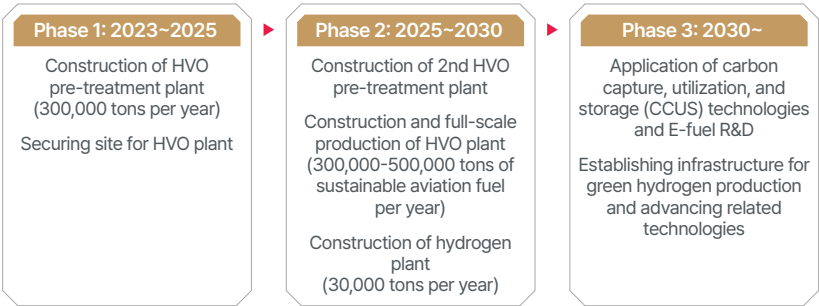 Phase 1: 2023~2025
Construction of HVO
pre-treatment plant
(300,000 tons per year)
Securing site for HVO plant
Phase 2: 2025~2030
Construction of 2nd HVO
pre-treatment plant
Construction and full-scale
production of HVO plant
(300,000-500,000 tons of
sustainable aviation fuel
per year)
Construction of hydrogen
plant
(30,000 tons per year)
Phase 3: 2030~
Application of carbon
capture, utilization, and
storage (CCUS) technologies
and E-fuel R&D
Establishing infrastructure for
green hydrogen production
and advancing related
technologies